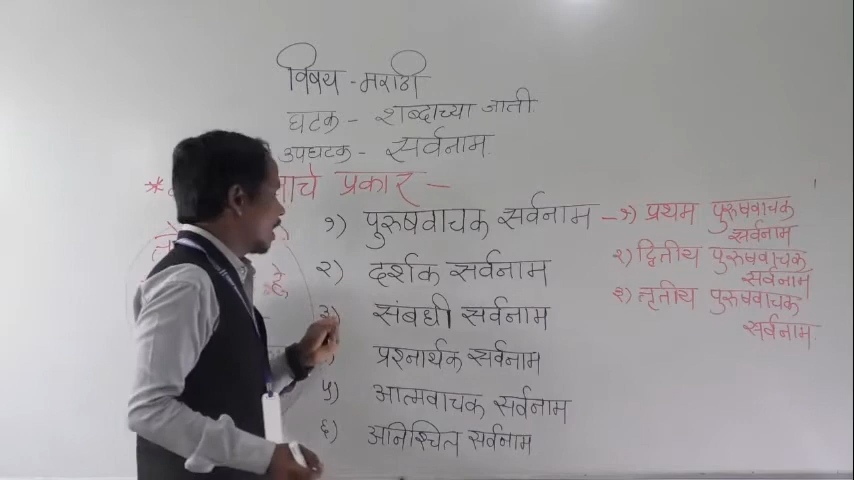 विषय - मराठी
घटक - शब्दाच्या जाती.
उपघटक - सर्वनाम.
* प्रकार -
१) पुरुषवाचक सर्वनाम - १) प्रथम पुरुषवाचक
सर्वनाम
२) द्वितीय पुरुषवाचक
सर्वनाम
३) तृतीय पुरुषवाचक
सर्वनाम.
२) दर्शक सर्वनाम
३) संबधी सर्वनाम
प्रश्नार्थक सर्वनाम
५) आत्मवाचक सर्वनाम
६) अनिश्चित सर्वनाम